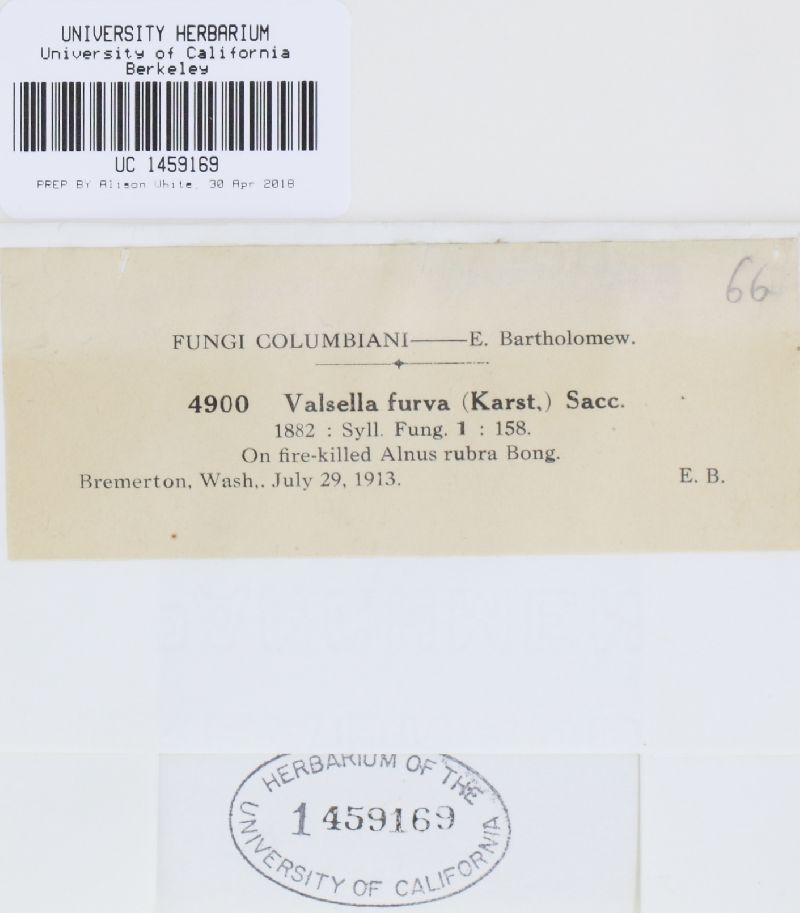 UNIVERSITY HERBARIUM
University of California
Berkeley
UC 1459169
PREP BY Alison White, 30 Apr 2018
66
FUNGI COLUMBIANI——E. Bartholomew.
4900 Valsella furva (Karst,) Sacc.
1882 : Syll. Fung. 1 : 158.
On fire-killed Alnus rubra Bong.
Bremerton, Wash,. July 29, 1913. E. B.
HERBARIUM OF THE
1459169
UNIVERSITY OF CALIFORNIA